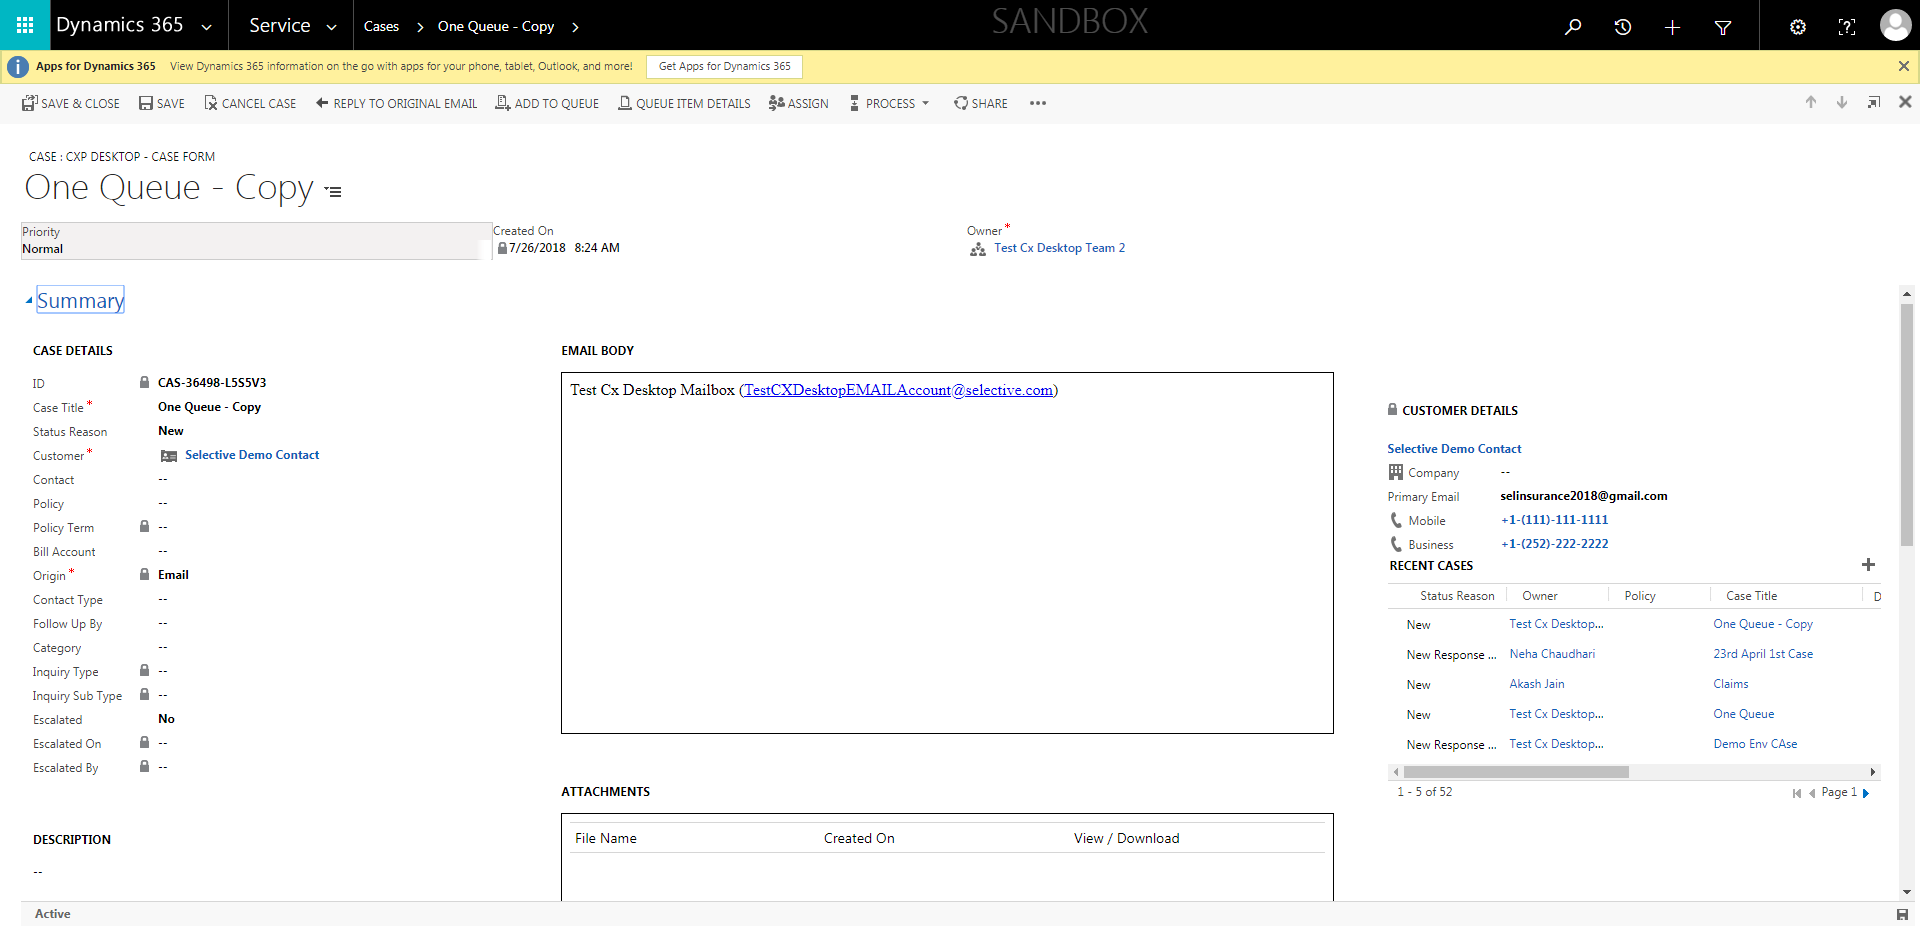 Dynamics 365 Service Cases One Queue - Copy SANDBOX
Apps for Dynamics 365 View Dynamics 365 information on the go with apps for your phone, tablet, Outlook, and more! Get Apps for Dynamics 365
SAVE & CLOSE SAVE CANCEL CASE REPLY TO ORIGINAL EMAIL ADD TO QUEUE QUEUE ITEM DETAILS ASSIGN PROCESS SHARE •••
CASE : CXP DESKTOP - CASE FORM
One Queue - Copy
Priority
Normal
Created On
7/26/2018 8:24 AM
Owner*
Test Cx Desktop Team 2
Summary
CASE DETAILS
ID CAS-36498-L5S5V3
Case Title* One Queue - Copy
Status Reason New
Customer* Selective Demo Contact
Contact --
Policy --
Policy Term --
Bill Account --
Origin* Email
Contact Type --
Follow Up By --
Category --
Inquiry Type --
Inquiry Sub Type --
Escalated No
Escalated On --
Escalated By --
DESCRIPTION
--
EMAIL BODY
Test Cx Desktop Mailbox (TestCXDesktopEMAILAccount@selective.com)
ATTACHMENTS
File Name Created On View / Download
CUSTOMER DETAILS
Selective Demo Contact
Company --
Primary Email selinsurance2018@gmail.com
Mobile +1-(111)-111-1111
Business +1-(252)-222-2222
RECENT CASES
Status Reason Owner Policy Case Title D
New Test Cx Desktop... One Queue - Copy
New Response ... Neha Chaudhari 23rd April 1st Case
New Akash Jain Claims
New Test Cx Desktop... One Queue
New Response ... Test Cx Desktop... Demo Env CAse
1 - 5 of 52 Page 1
Active